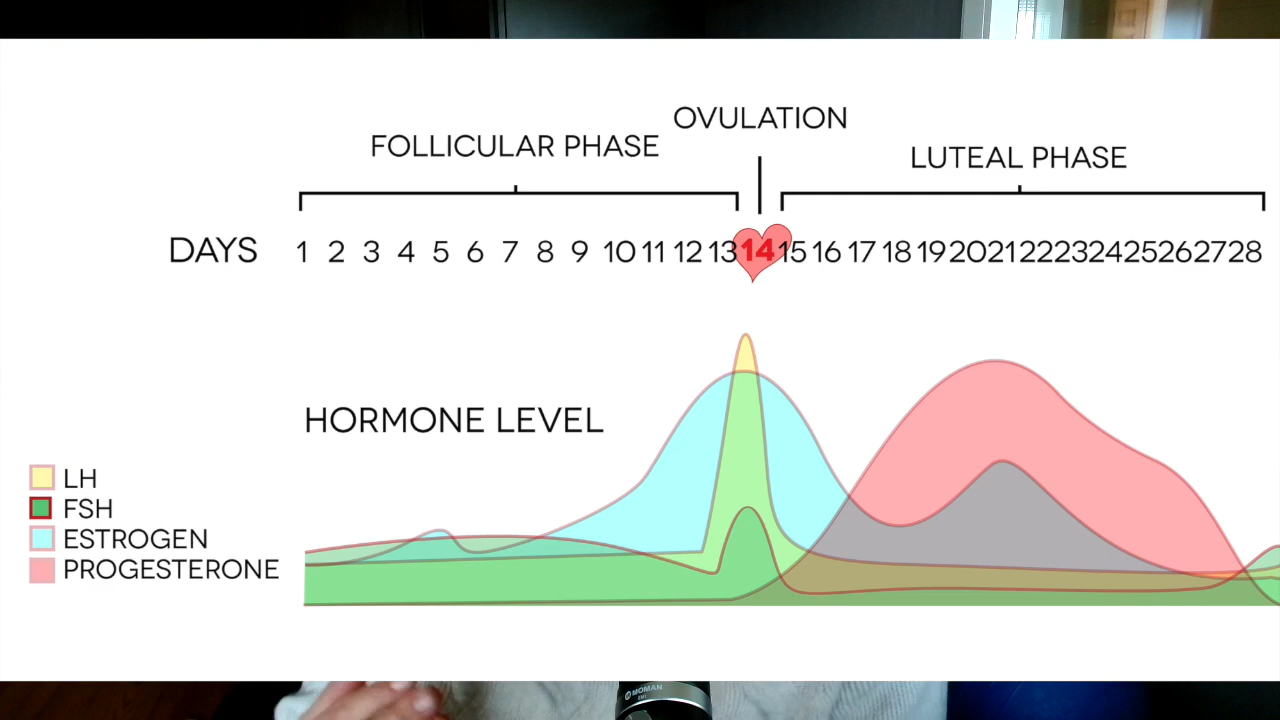 OVULATION
FOLLICULAR PHASE
LUTEAL PHASE
DAYS 1 2 3 4 5 6 7 8 9 10 11 12 13 14 15 16 17 18 19 20 21 22 23 24 25 26 27 28
HORMONE LEVEL
LH
FSH
ESTROGEN
PROGESTERONE
MOMAN